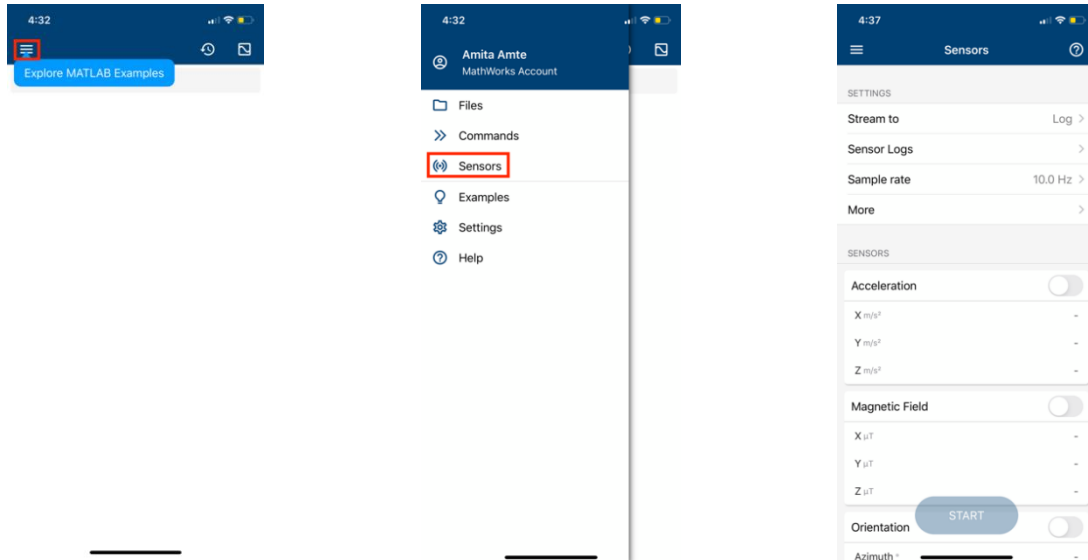 4:32
Explore MATLAB Examples
4:32
Amita Amte
MathWorks Account
Files
Commands
Sensors
Examples
Settings
Help
4:37
Sensors
SETTINGS
Stream to Log
Sensor Logs
Sample rate 10.0 Hz
More
SENSORS
Acceleration
X m/s² -
Y m/s² -
Z m/s² -
Magnetic Field
X µT -
Y µT -
Z µT -
START
Orientation
Azimuth ° -